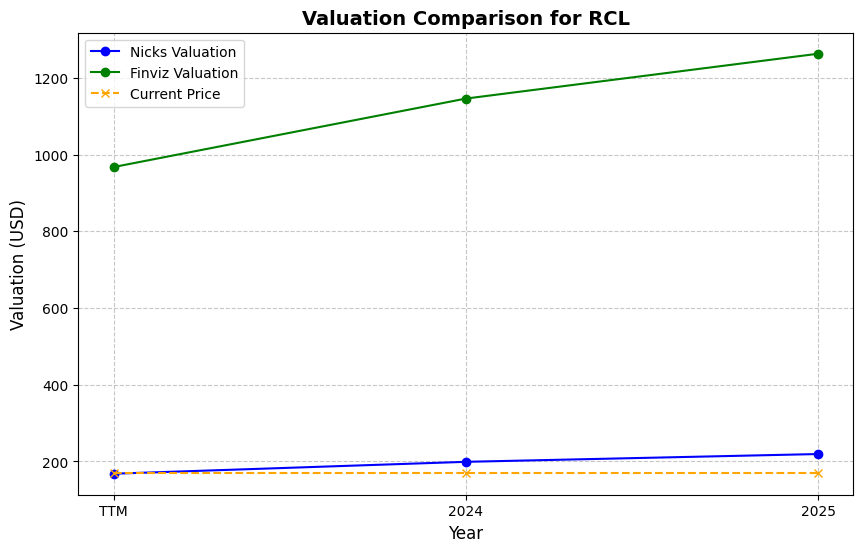 Valuation Comparison for RCL
Nicks Valuation
Finviz Valuation
Current Price
Valuation (USD)
1200
1000
800
600
400
200
TTM 2024 2025
Year